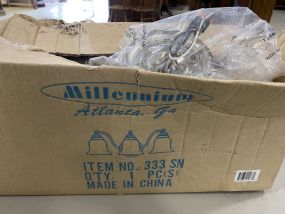 Millennium
Atlanta, Ga
ITEM NO. 333 SN
QTY. 1 PC(S)
MADE IN CHINA